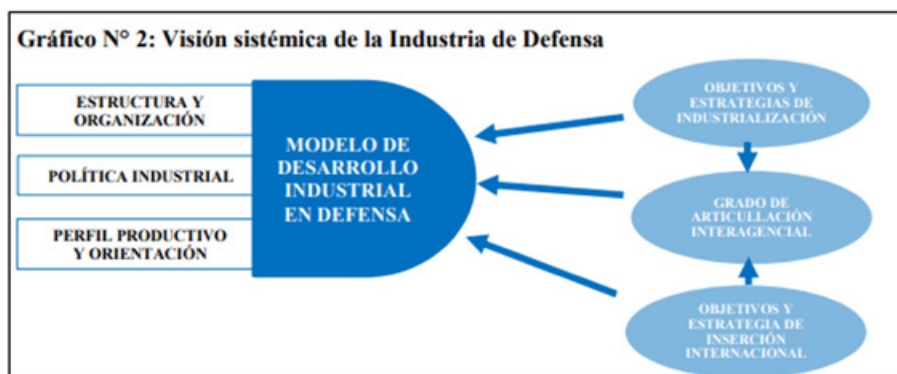 Gráfico N° 2: Visión sistémica de la Industria de Defensa
ESTRUCTURA Y
ORGANIZACIÓN
POLÍTICA INDUSTRIAL
PERFIL PRODUCTIVO
Y ORIENTACIÓN
MODELO DE
DESARROLLO
INDUSTRIAL
EN DEFENSA
OBJETIVOS Y
ESTRATEGIAS DE
INDUSTRIALIZACIÓN
GRADO DE
ARTICULLACIÓN
INTERAGENCIAL
OBJETIVOS Y
ESTRATEGIA DE
INSERCIÓN
INTERNACIONAL